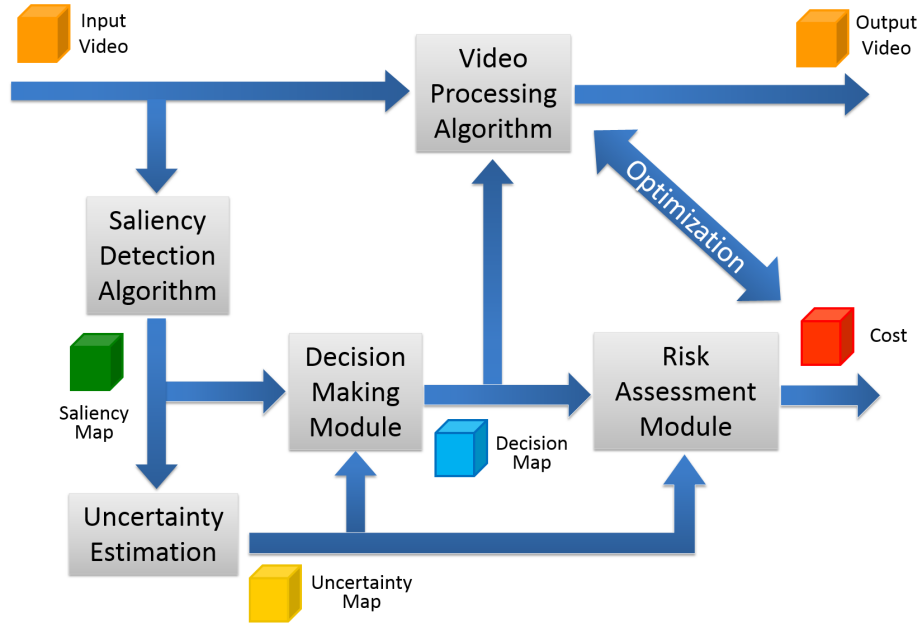 Input
Video
Output
Video
Video
Processing
Algorithm
Optimization
Saliency
Detection
Algorithm
Saliency
Map
Decision
Making
Module
Decision
Map
Risk
Assessment
Module
Cost
Uncertainty
Estimation
Uncertainty
Map